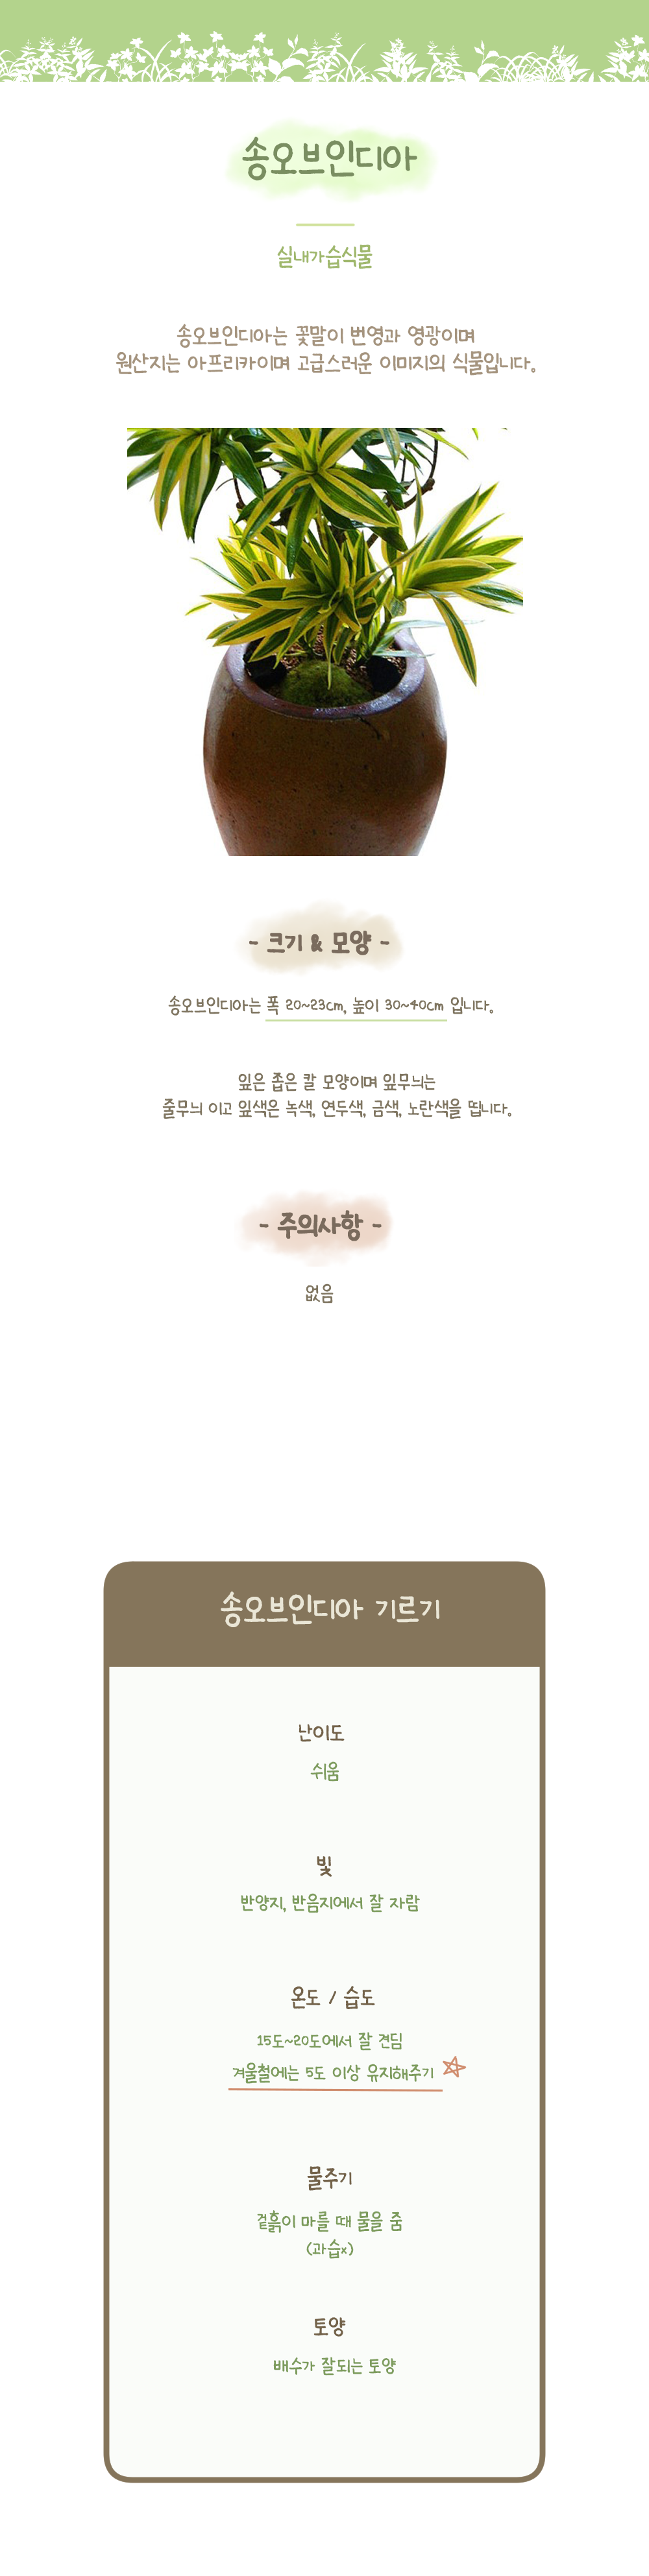 송오브인디아
실내가습식물
송오브인디아는 꽃말이 번영과 영광이며
원산지는 아프리카이며 고급스러운 이미지의 식물입니다.
- 크기 & 모양 -
송오브인디아는 폭 20~23cm, 높이 30~40cm 입니다.
잎은 좁은 칼 모양이며 잎무늬는
줄무늬 이고 잎색은 녹색, 연두색, 금색, 노란색을 띕니다.
- 주의사항 -
없음
송오브인디아 기르기
난이도
쉬움
빛
반양지, 반음지에서 잘 자람
온도 / 습도
15도~20도에서 잘 견딤
겨울철에는 5도 이상 유지해주기
물주기
겉흙이 마를 때 물을 줌
(과습x)
토양
배수가 잘되는 토양